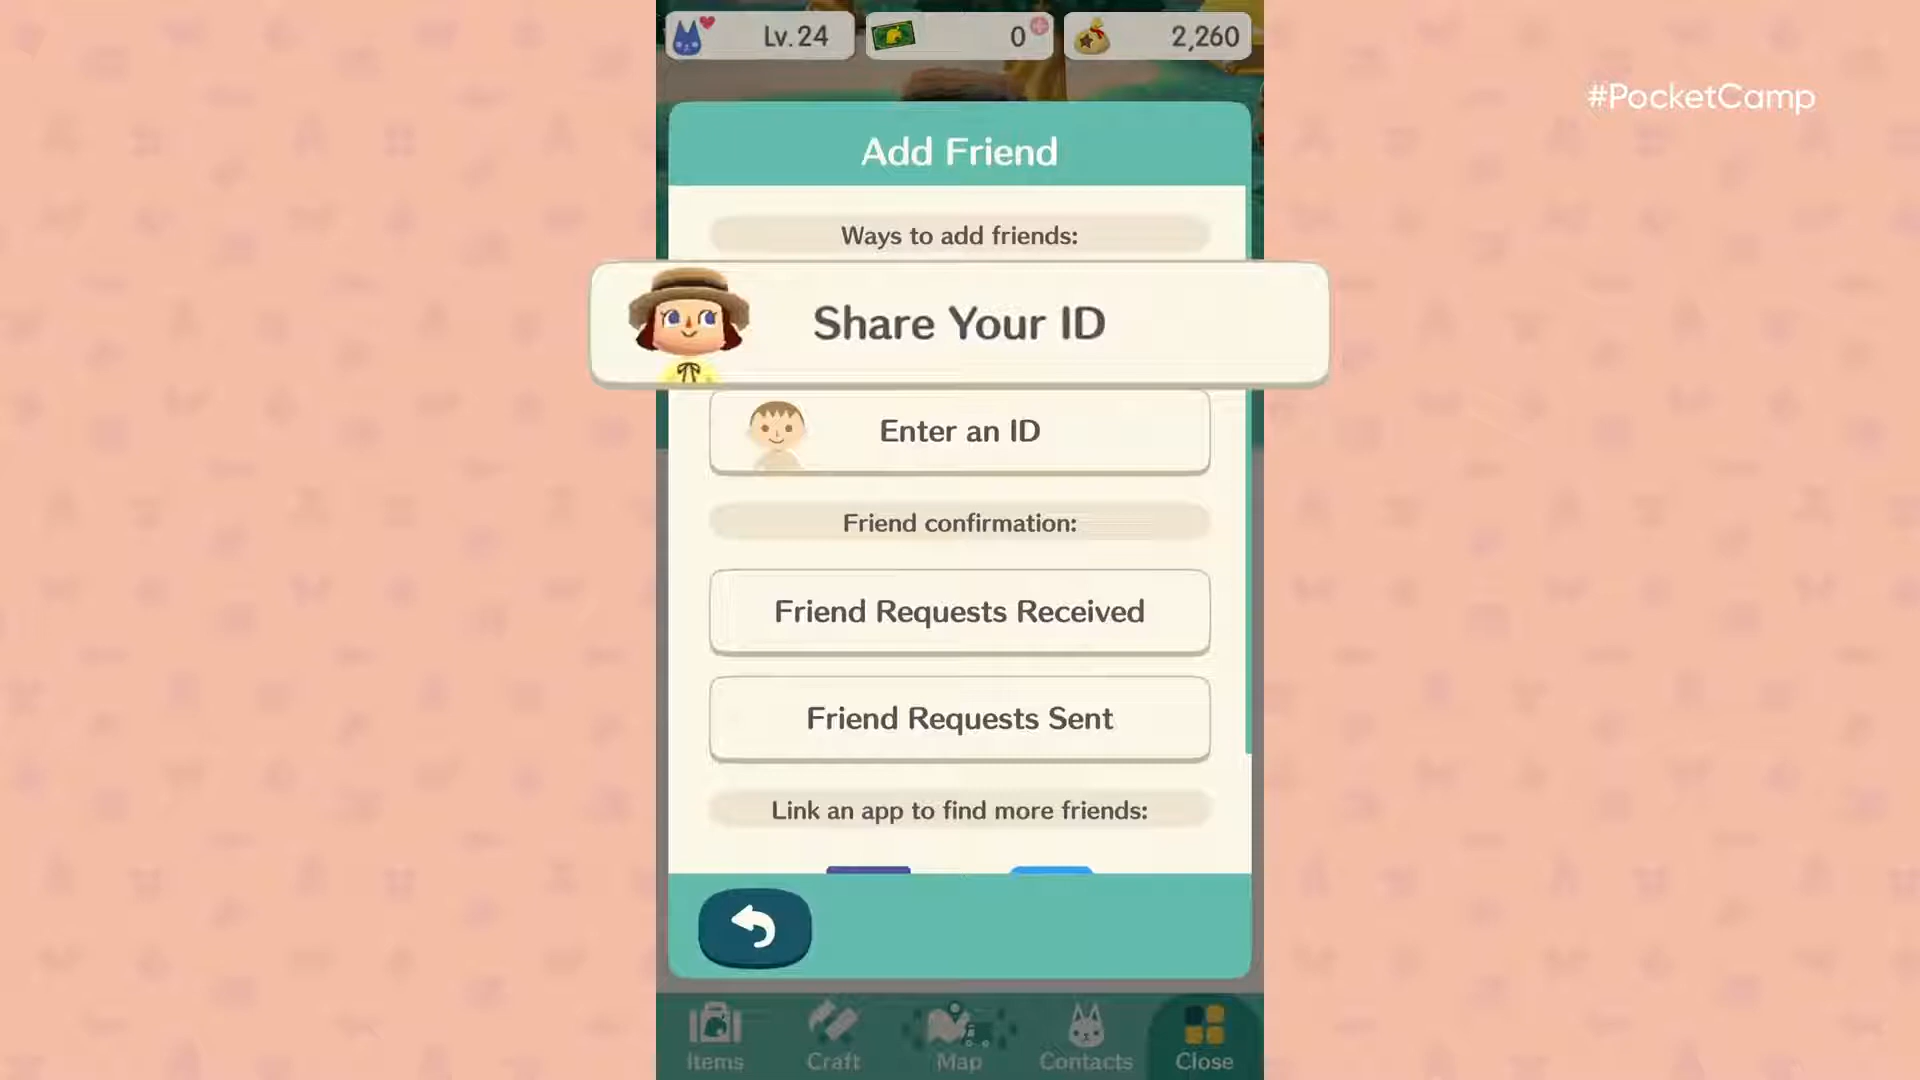 Lv.24
0
2,260
#PocketCamp
Add Friend
Ways to add friends:
Share Your ID
Enter an ID
Friend confirmation:
Friend Requests Received
Friend Requests Sent
Link an app to find more friends:
Items
Craft
Map
Contacts
Close